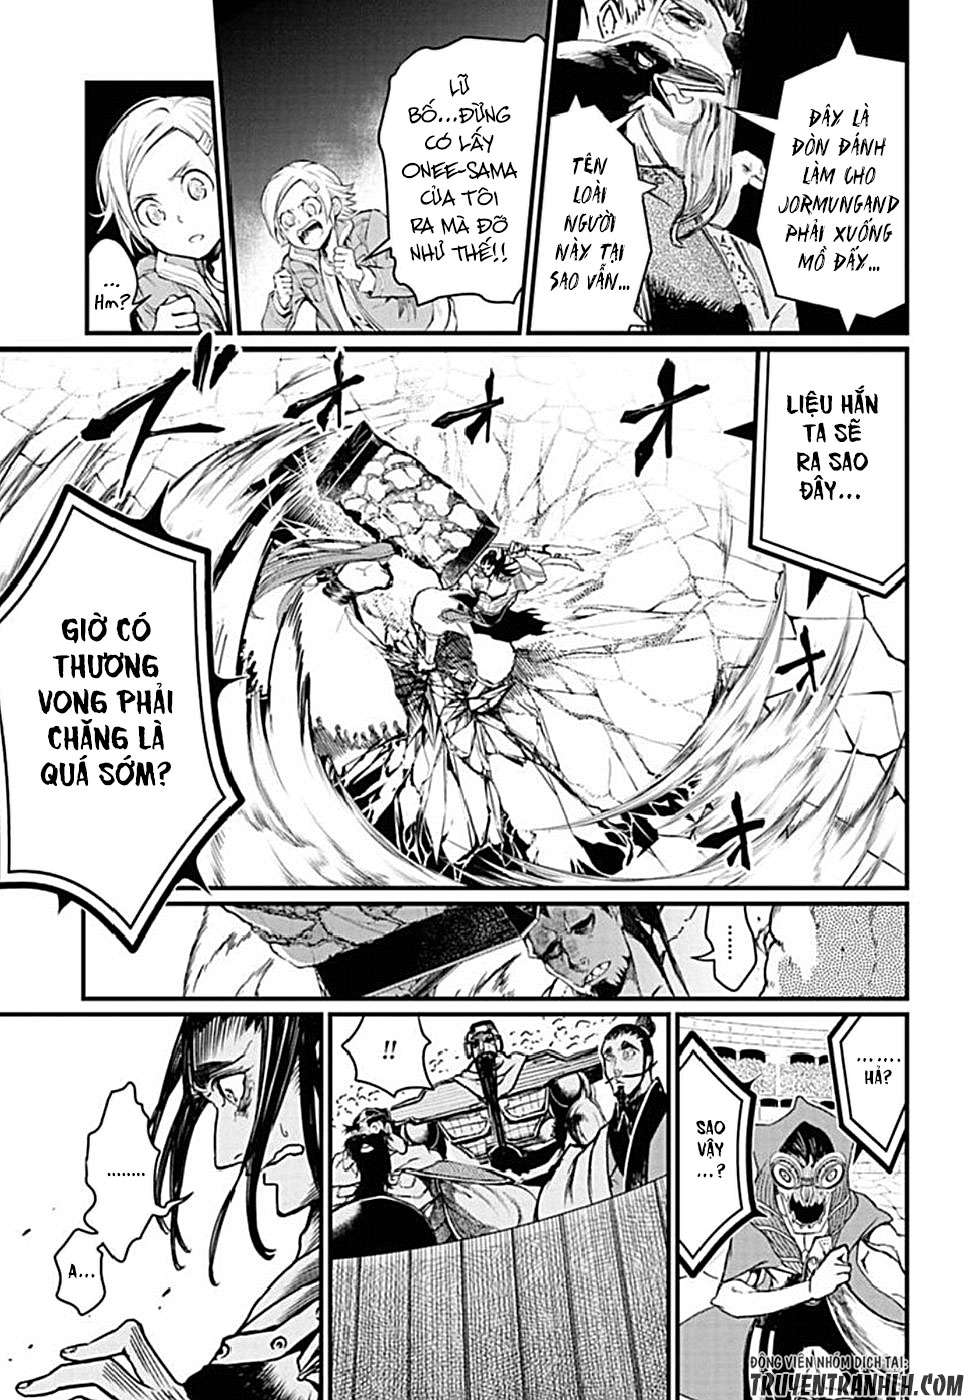 ĐÂY LÀ
ĐÒN ĐÁNH
LÀM CHO
JORMUNGAND
PHẢI XUỐNG
MỒ ĐẤY...
TÊN
LOÀI
NGƯỜI
NÀY TẠI
SAO VẪN...
LỮ
BỐ...ĐỪNG
CÓ LẤY
ONEE-SAMA
CỦA TÔI
RA MÀ ĐỠ
NHƯ THẾ!!
...
Hm?
LIỆU HẮN
TA SẼ
RA SAO
ĐÂY...
GIỜ CÓ
THƯƠNG
VONG PHẢI
CHĂNG LÀ
QUÁ SỚM?
......
.......
HẢ?
SAO
VẬY
...?
!!
........
A...
ĐỘNG VIÊN NHÓM DỊCH TẠI:
TRUYENTRANHLH.COM